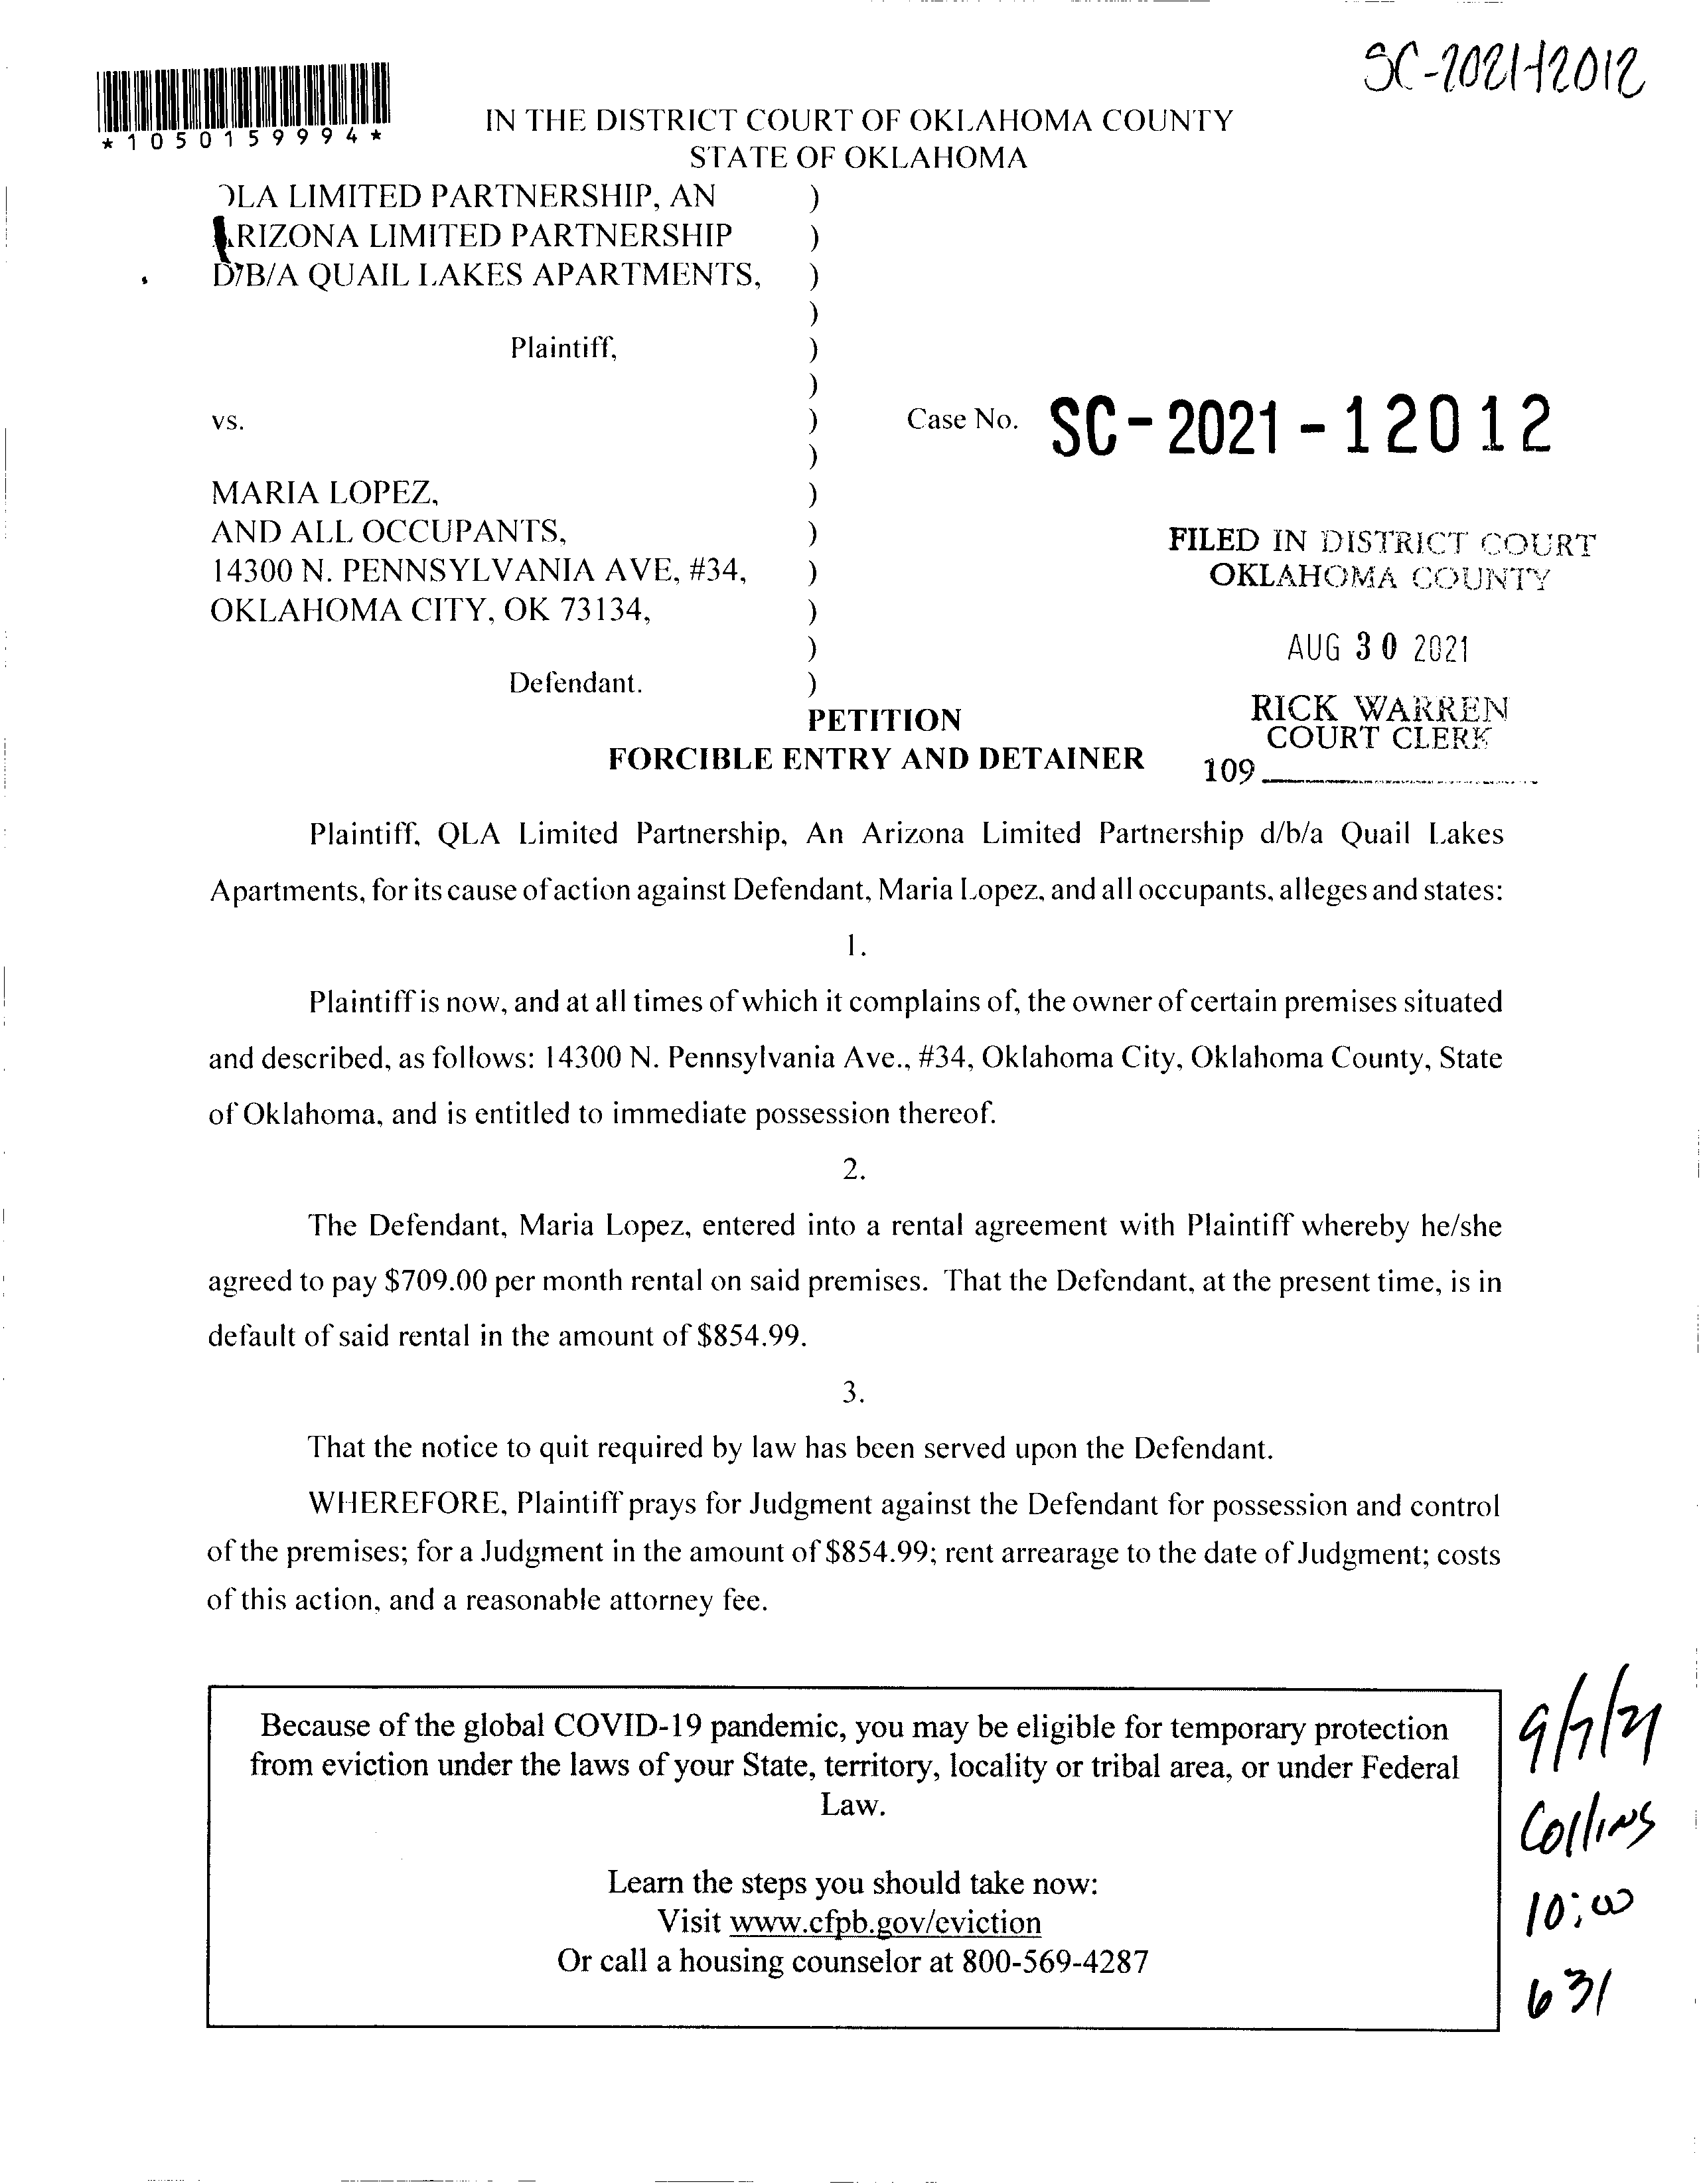 SC-2021-12012
*1050159994*
IN THE DISTRICT COURT OF OKLAHOMA COUNTY
STATE OF OKLAHOMA
QLA LIMITED PARTNERSHIP, AN )
ARIZONA LIMITED PARTNERSHIP )
D/B/A QUAIL LAKES APARTMENTS, )
)
Plaintiff, )
)
vs. ) Case No. SC-2021-12012
)
MARIA LOPEZ, )
AND ALL OCCUPANTS, )
14300 N. PENNSYLVANIA AVE, #34, )
OKLAHOMA CITY, OK 73134, )
)
Defendant. )
FILED IN DISTRICT COURT
OKLAHOMA COUNTY
AUG 30 2021
RICK WARREN
COURT CLERK
109
PETITION
FORCIBLE ENTRY AND DETAINER
Plaintiff, QLA Limited Partnership, An Arizona Limited Partnership d/b/a Quail Lakes
Apartments, for its cause of action against Defendant, Maria Lopez, and all occupants, alleges and states:
1.
Plaintiff is now, and at all times of which it complains of, the owner of certain premises situated
and described, as follows: 14300 N. Pennsylvania Ave., #34, Oklahoma City, Oklahoma County, State
of Oklahoma, and is entitled to immediate possession thereof.
2.
The Defendant, Maria Lopez, entered into a rental agreement with Plaintiff whereby he/she
agreed to pay $709.00 per month rental on said premises. That the Defendant, at the present time, is in
default of said rental in the amount of $854.99.
3.
That the notice to quit required by law has been served upon the Defendant.
WHEREFORE, Plaintiff prays for Judgment against the Defendant for possession and control
of the premises; for a Judgment in the amount of $854.99; rent arrearage to the date of Judgment; costs
of this action, and a reasonable attorney fee.
Because of the global COVID-19 pandemic, you may be eligible for temporary protection
from eviction under the laws of your State, territory, locality or tribal area, or under Federal
Law.
Learn the steps you should take now:
Visit www.cfpb.gov/eviction
Or call a housing counselor at 800-569-4287
9/7/21
Collins
10:00
631